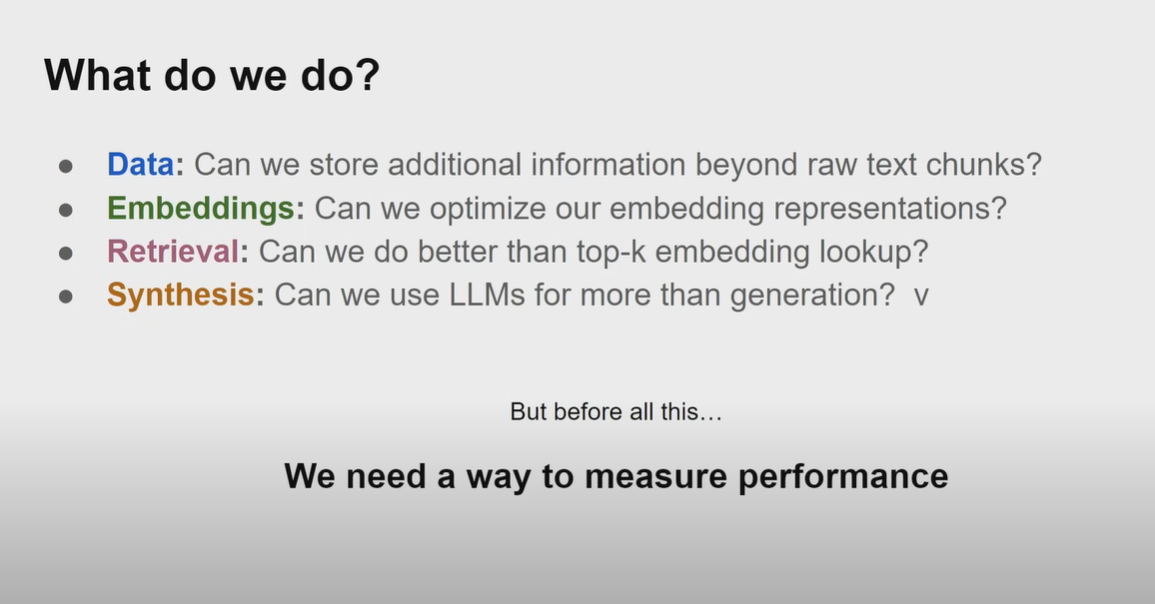 What do we do?
● Data: Can we store additional information beyond raw text chunks?
● Embeddings: Can we optimize our embedding representations?
● Retrieval: Can we do better than top-k embedding lookup?
● Synthesis: Can we use LLMs for more than generation?  v
But before all this…
We need a way to measure performance